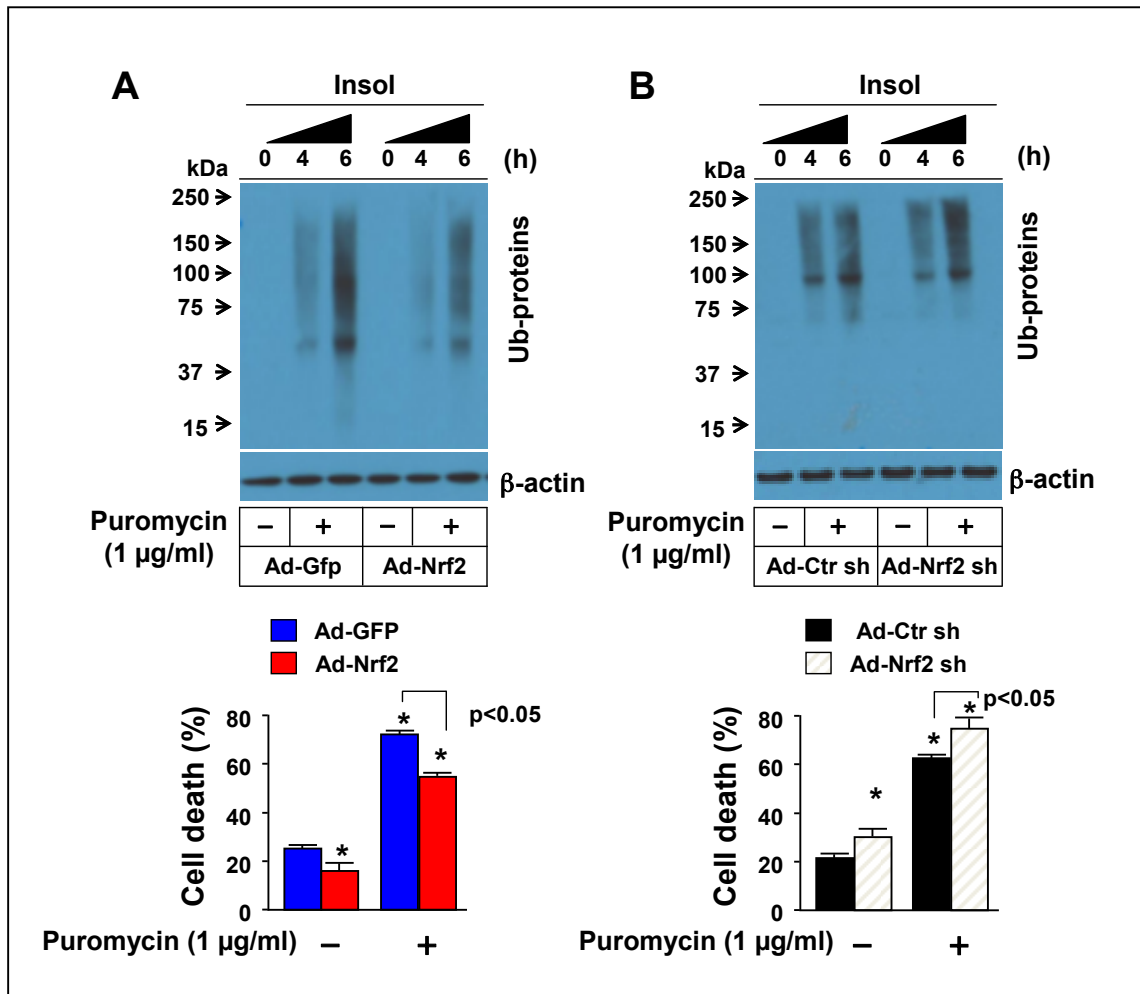 A
Insol
0 4 6 0 4 6 (h)
kDa
250
150
100
75
37
15
Ub-proteins
β-actin
Puromycin
(1 µg/ml)
− + − +
Ad-Gfp Ad-Nrf2
Ad-GFP
Ad-Nrf2
Cell death (%)
80
60
40
20
0
* * *
p<0.05
Puromycin (1 µg/ml) − +
B
Insol
0 4 6 0 4 6 (h)
kDa
250
150
100
75
37
15
Ub-proteins
β-actin
Puromycin
(1 µg/ml)
− + − +
Ad-Ctr sh Ad-Nrf2 sh
Ad-Ctr sh
Ad-Nrf2 sh
Cell death (%)
80
60
40
20
0
* * *
p<0.05
Puromycin (1 µg/ml) − +